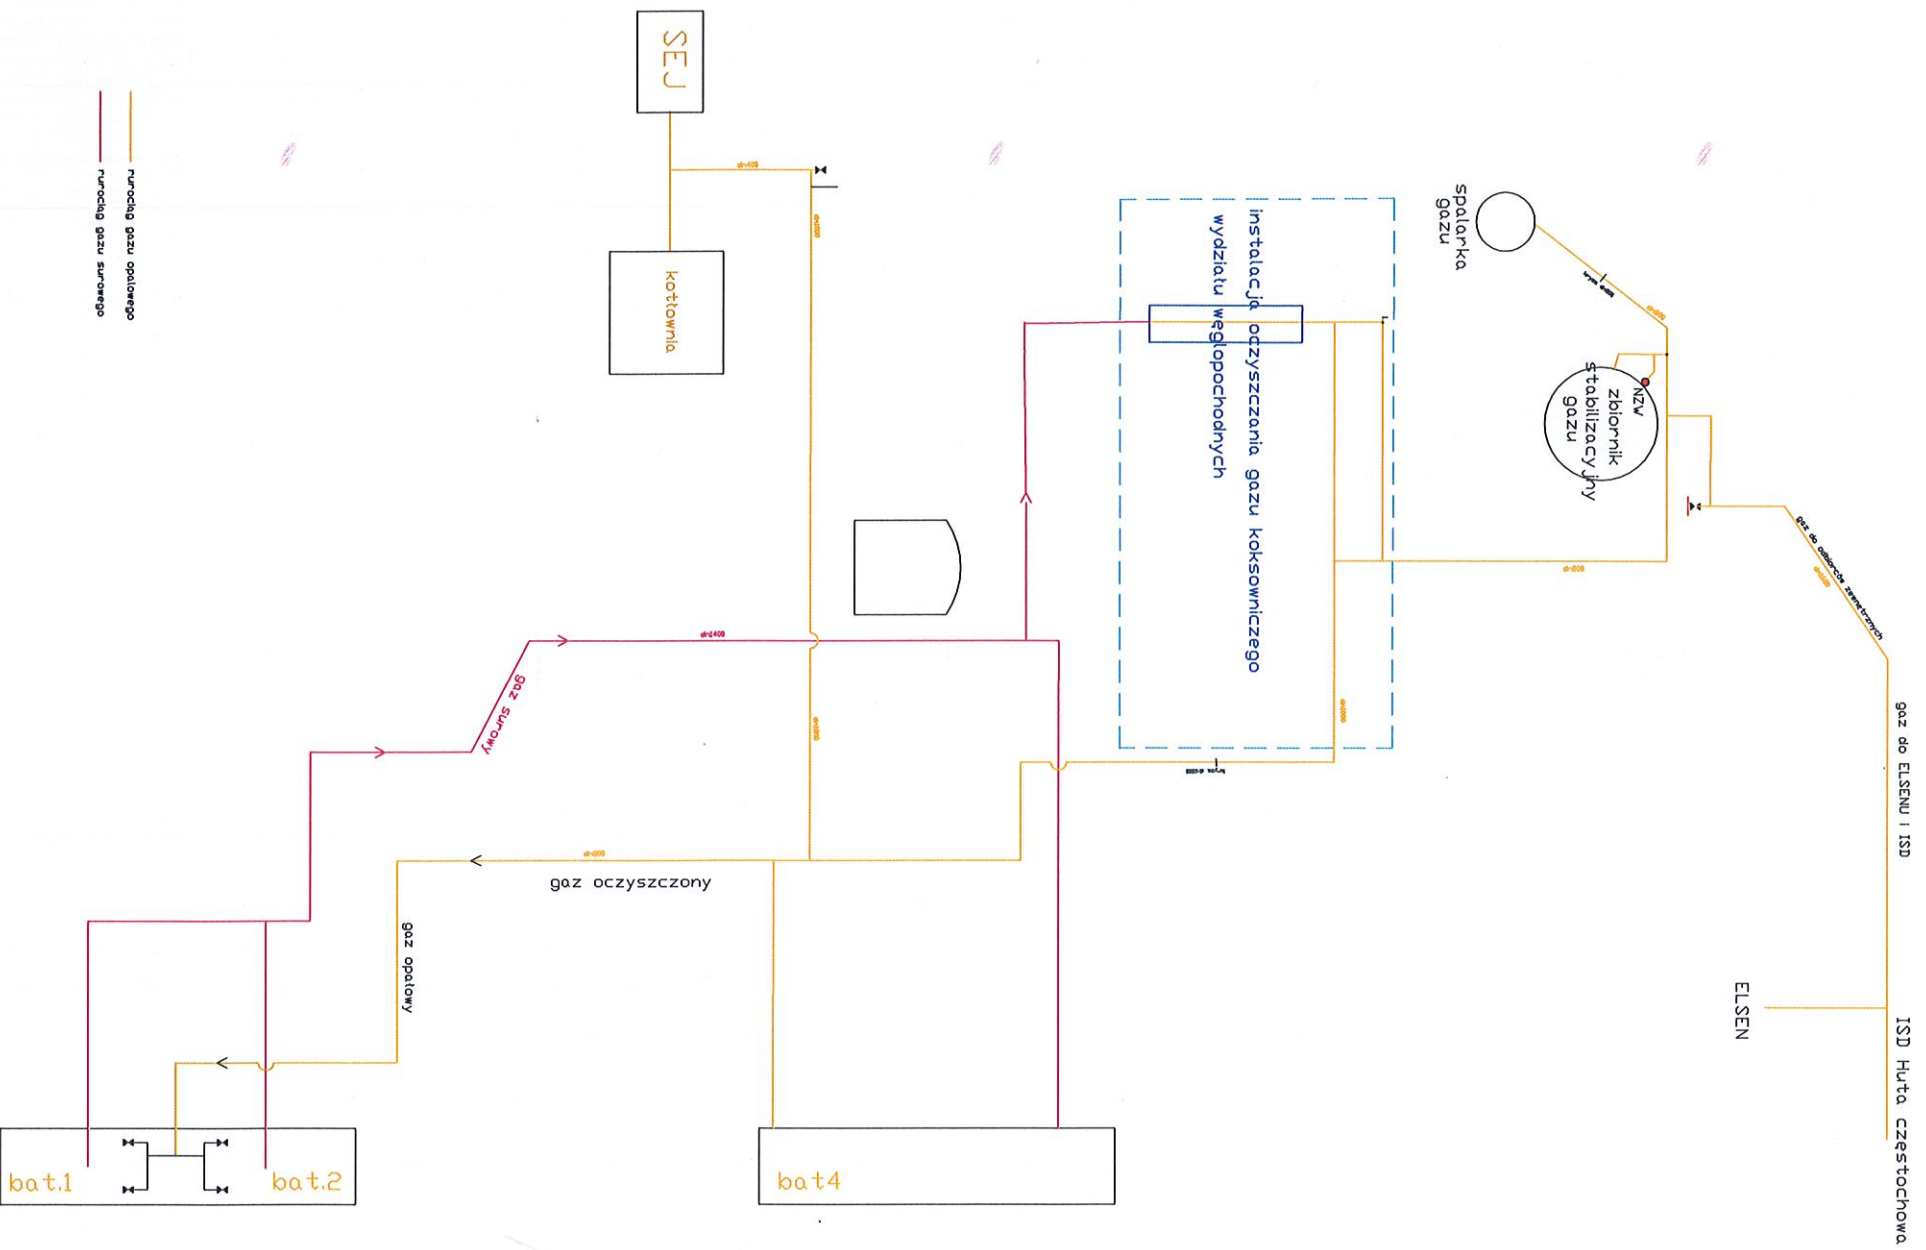 SEJ
kotłownia
rurociąg gazu opałowego
rurociąg gazu surowego
dn400
dn1400
gaz surowy
gaz oczyszczony
gaz opałowy
instalacja oczyszczania gazu koksowniczego
wydziału węglopochodnych
spalarka
gazu
NZW
zbiornik
stabilizacyjny
gazu
gaz do odbiorców zewnętrznych
gaz do ELSENU i ISD
ELSEN
ISD Huta częstochowa
bat.1
bat.2
bat4